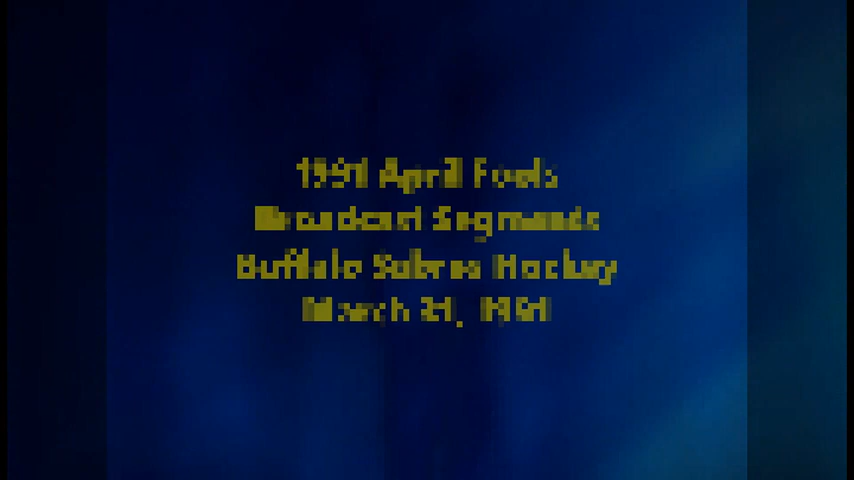 1991 April Fools
Broadcast Segments
Buffalo Sabres Hockey
March 31, 1991